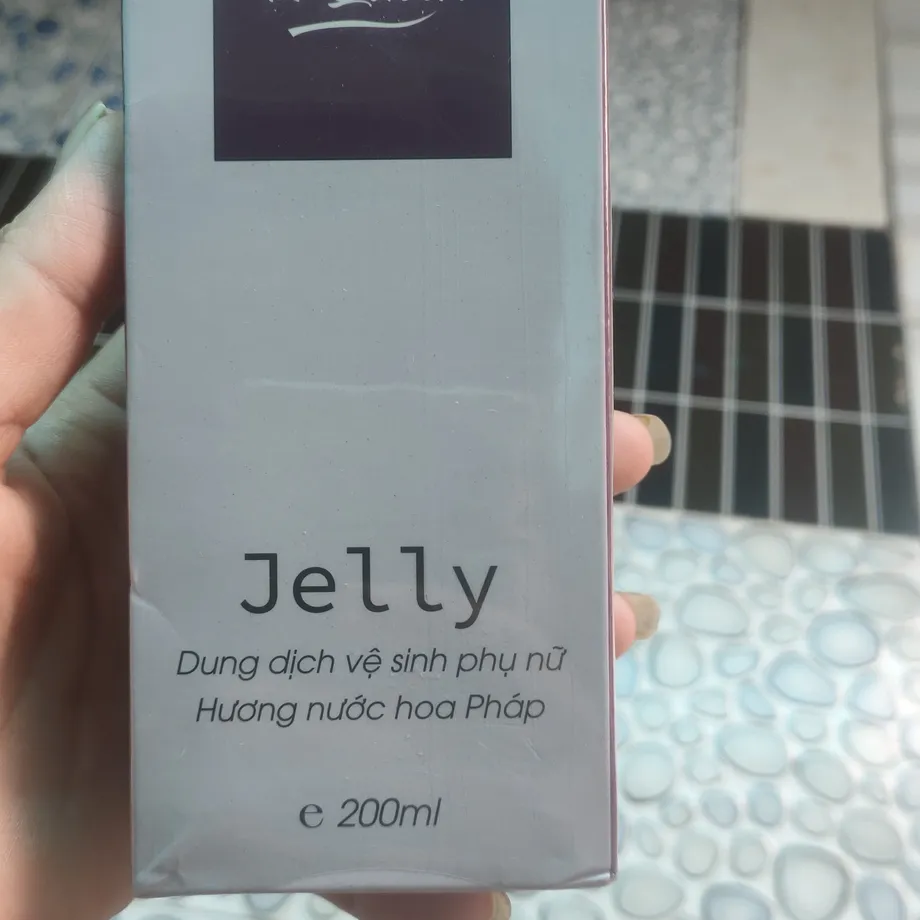 Jelly
Dung dịch vệ sinh phụ nữ
Hương nước hoa Pháp
℮ 200ml